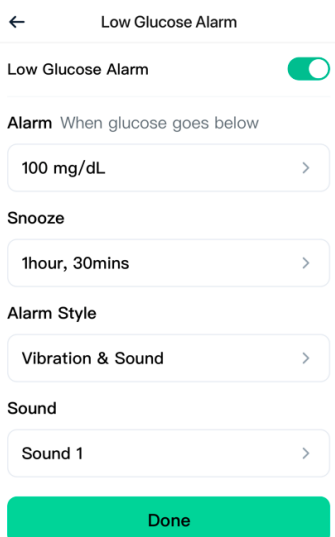 Low Glucose Alarm
Low Glucose Alarm
Alarm When glucose goes below
100 mg/dL
Snooze
1hour, 30mins
Alarm Style
Vibration & Sound
Sound
Sound 1
Done